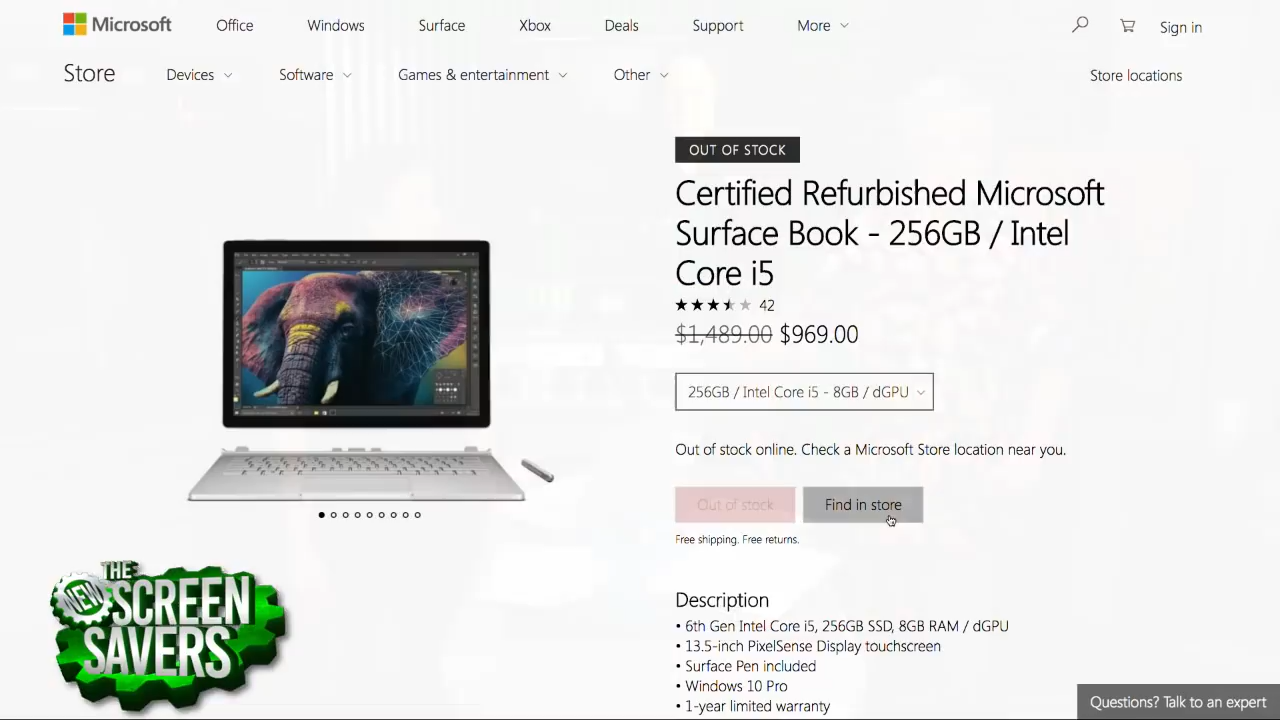 Microsoft
Office
Windows
Surface
Xbox
Deals
Support
More
Sign in
Store
Devices
Software
Games & entertainment
Other
Store locations
OUT OF STOCK
Certified Refurbished Microsoft
Surface Book - 256GB / Intel
Core i5
42
$1,489.00 $969.00
256GB / Intel Core i5 - 8GB / dGPU
Out of stock online. Check a Microsoft Store location near you.
Out of stock
Find in store
Free shipping. Free returns.
Description
• 6th Gen Intel Core i5, 256GB SSD, 8GB RAM / dGPU
• 13.5-inch PixelSense Display touchscreen
• Surface Pen included
• Windows 10 Pro
• 1-year limited warranty
THE
NEW SCREEN
SAVERS
Questions? Talk to an expert